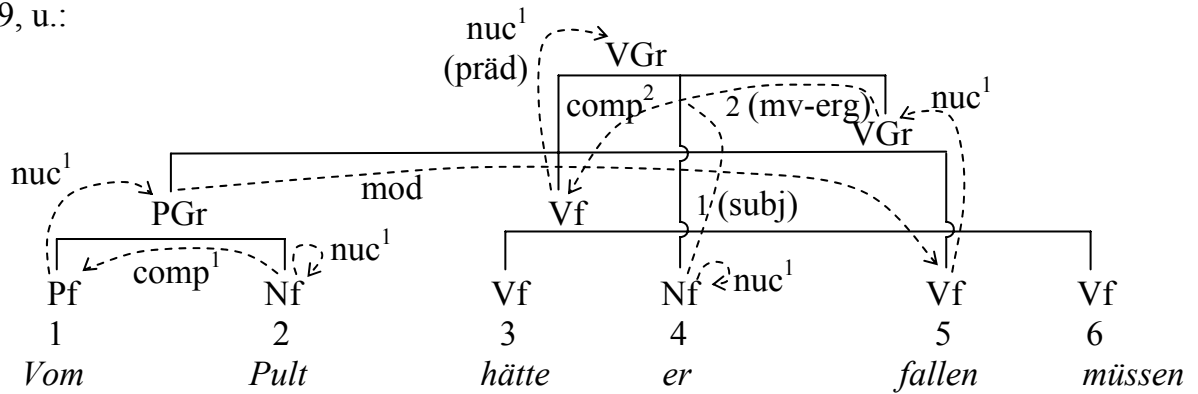 9, u.:
nuc¹ VGr
(präd)
comp² 2 (mv-erg) nuc¹
VGr
nuc¹ mod
PGr Vf 1 (subj)
comp¹ nuc¹
Pf Nf Vf Nf nuc¹ Vf Vf
1 2 3 4 5 6
Vom Pult hätte er fallen müssen